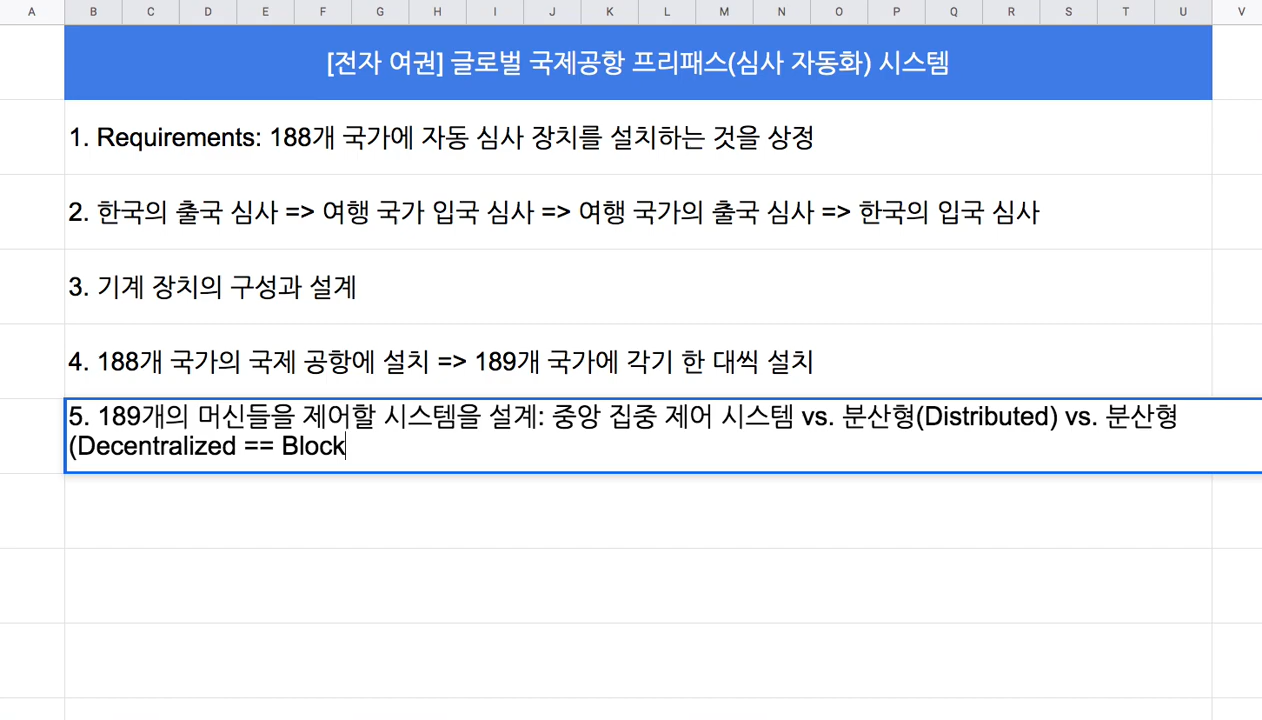 A B C D E F G H I J K L M N O P Q R S T U V
[전자 여권] 글로벌 국제공항 프리패스(심사 자동화) 시스템
1. Requirements: 188개 국가에 자동 심사 장치를 설치하는 것을 상정
2. 한국의 출국 심사 => 여행 국가 입국 심사 => 여행 국가의 출국 심사 => 한국의 입국 심사
3. 기계 장치의 구성과 설계
4. 188개 국가의 국제 공항에 설치 => 189개 국가에 각기 한 대씩 설치
5. 189개의 머신들을 제어할 시스템을 설계: 중앙 집중 제어 시스템 vs. 분산형(Distributed) vs. 분산형
(Decentralized == Block